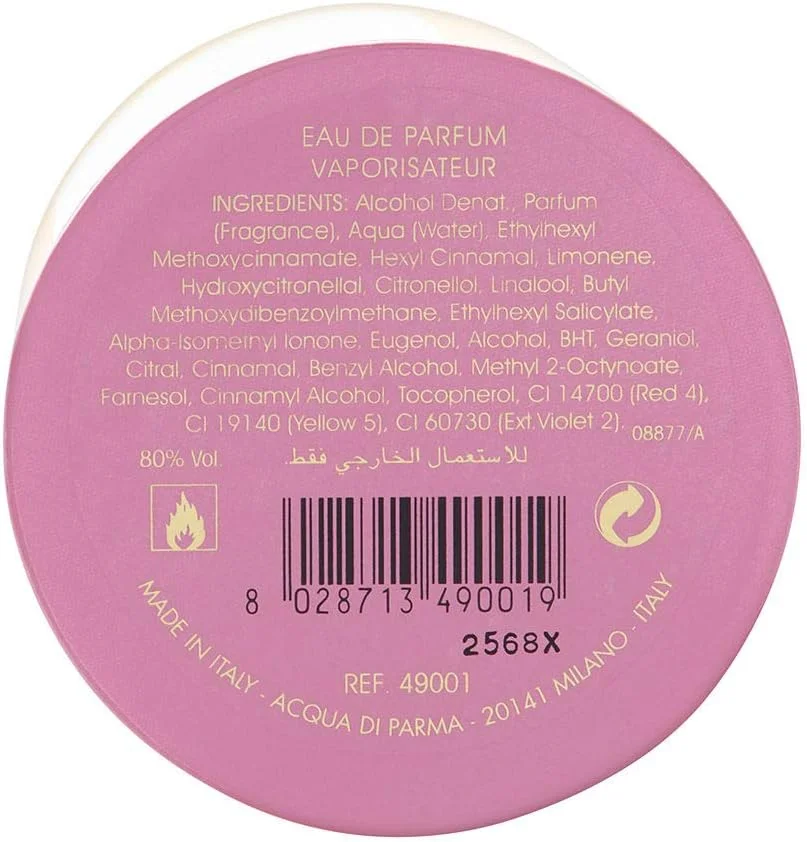 EAU DE PARFUM
VAPORISATEUR
INGREDIENTS: Alcohol Denat., Parfum
(Fragrance), Aqua (Water), Ethylhexyl
Methoxycinnamate, Hexyl Cinnamal, Limonene,
Hydroxycitronellal, Citronellol, Linalool, Butyl
Methoxydibenzoylmethane, Ethylhexyl Salicylate,
Alpha-Isomethyl Ionone, Eugenol, Alcohol, BHT, Geraniol,
Citral, Cinnamal, Benzyl Alcohol, Methyl 2-Octynoate,
Farnesol, Cinnamyl Alcohol, Tocopherol, CI 14700 (Red 4),
CI 19140 (Yellow 5), CI 60730 (Ext.Violet 2).
08877/A
80% Vol.
للاستعمال الخارجي فقط.
8 028713 490019
2568X
REF. 49001
MADE IN ITALY - ACQUA DI PARMA - 20141 MILANO - ITALY